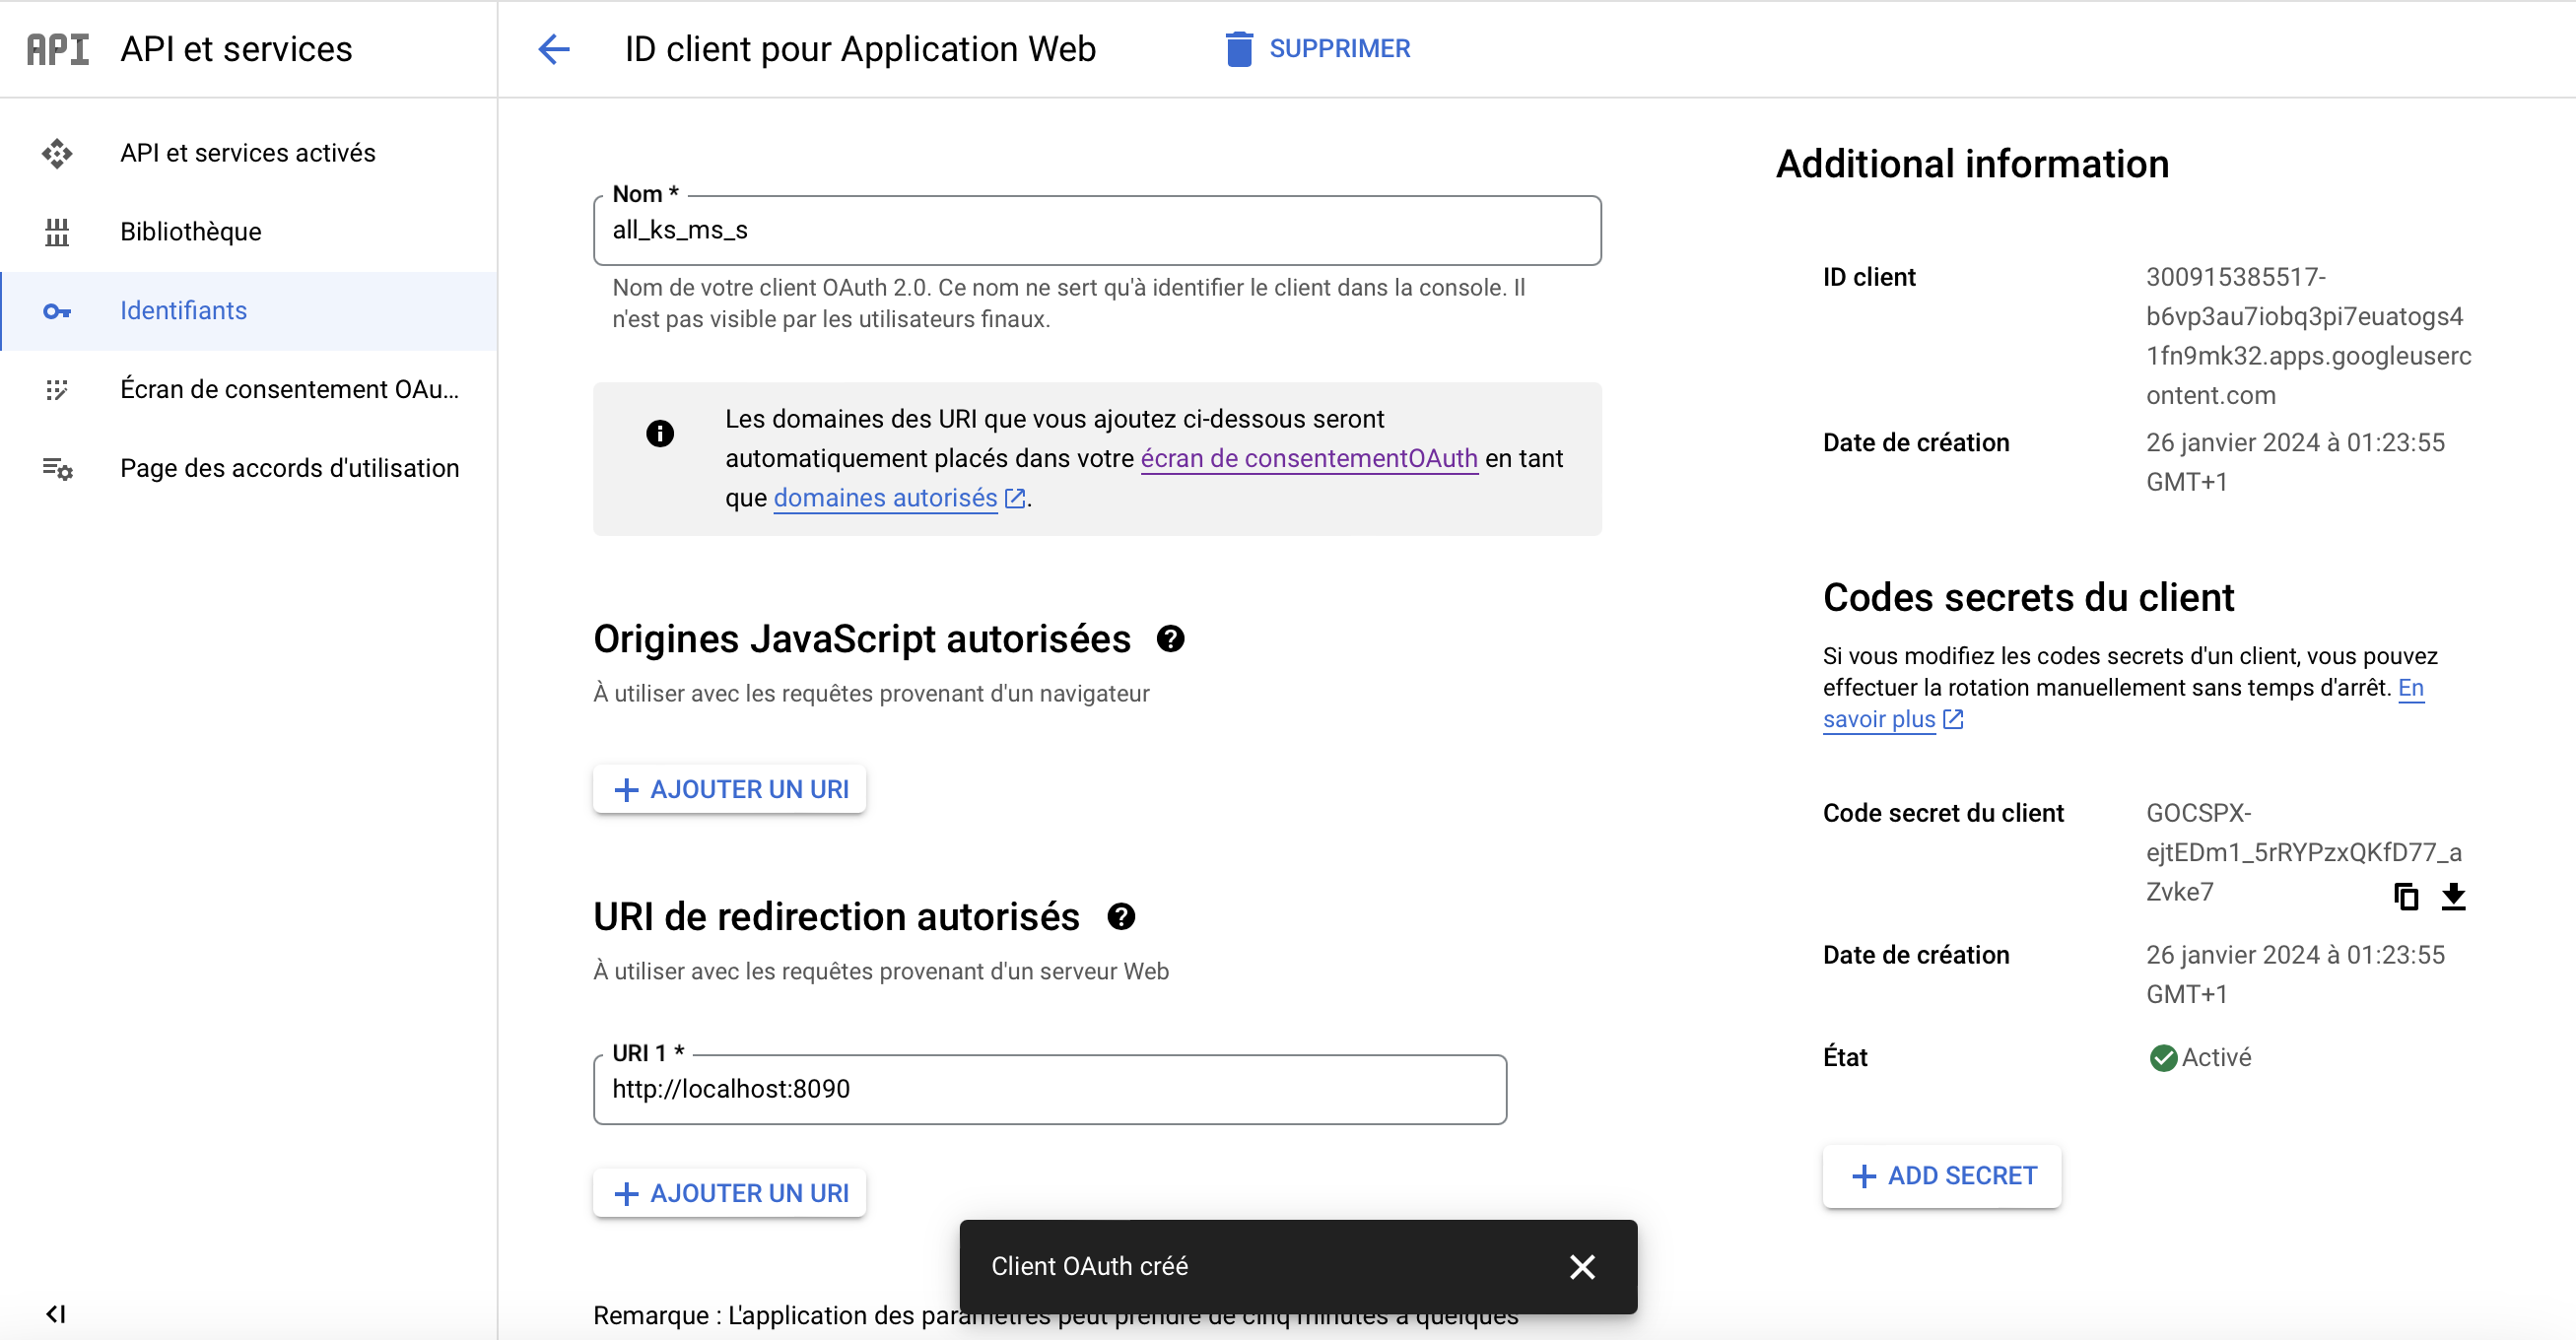 API API et services
ID client pour Application Web
SUPPRIMER
API et services activés
Bibliothèque
Identifiants
Écran de consentement OAu...
Page des accords d'utilisation
Nom *
all_ks_ms_s
Nom de votre client OAuth 2.0. Ce nom ne sert qu'à identifier le client dans la console. Il
n'est pas visible par les utilisateurs finaux.
Les domaines des URI que vous ajoutez ci-dessous seront
automatiquement placés dans votre écran de consentementOAuth en tant
que domaines autorisés.
Origines JavaScript autorisées
À utiliser avec les requêtes provenant d'un navigateur
AJOUTER UN URI
URI de redirection autorisés
À utiliser avec les requêtes provenant d'un serveur Web
URI 1 *
http://localhost:8090
AJOUTER UN URI
Client OAuth créé
Remarque : L'application des paramètres peut prendre de cinq minutes à quelques
Additional information
ID client
300915385517-
b6vp3au7iobq3pi7euatogs4
1fn9mk32.apps.googleuserc
ontent.com
Date de création
26 janvier 2024 à 01:23:55
GMT+1
Codes secrets du client
Si vous modifiez les codes secrets d'un client, vous pouvez
effectuer la rotation manuellement sans temps d'arrêt. En
savoir plus
Code secret du client
GOCSPX-
ejtEDm1_5rRYPzxQKfD77_a
Zvke7
Date de création
26 janvier 2024 à 01:23:55
GMT+1
État
Activé
ADD SECRET